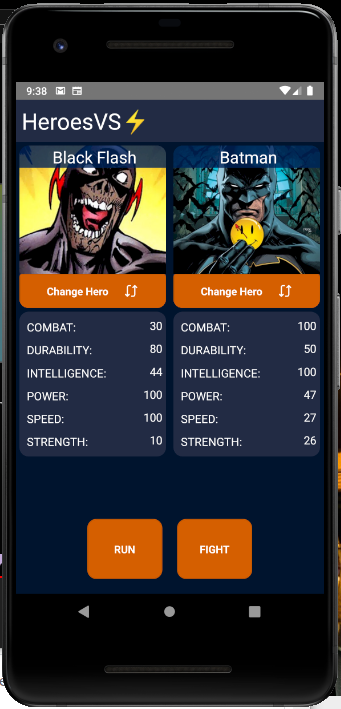 9:38
HeroesVS⚡
Black Flash
Batman
Change Hero
Change Hero
COMBAT: 30
DURABILITY: 80
INTELLIGENCE: 44
POWER: 100
SPEED: 100
STRENGTH: 10
COMBAT: 100
DURABILITY: 50
INTELLIGENCE: 100
POWER: 47
SPEED: 27
STRENGTH: 26
RUN
FIGHT